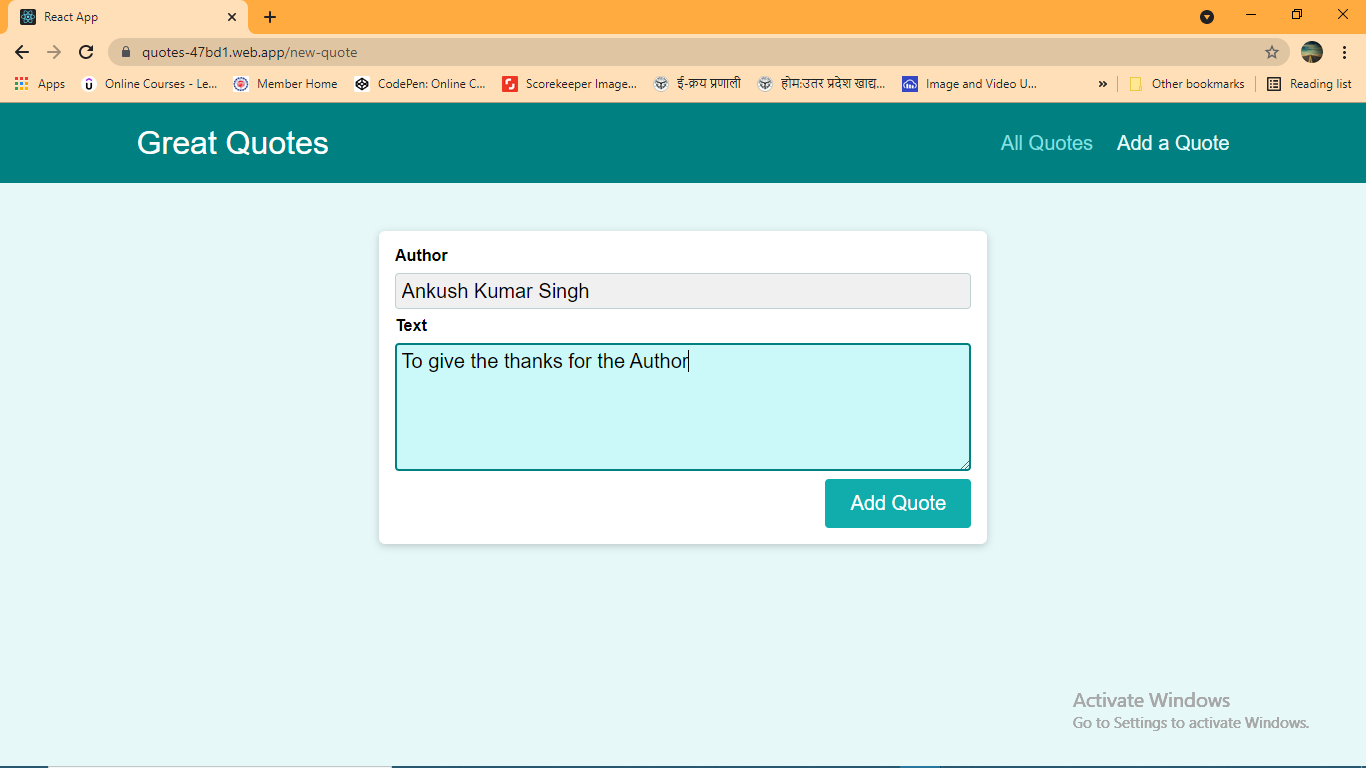 React App
quotes-47bd1.web.app/new-quote
Apps Online Courses - Le... Member Home CodePen: Online C... Scorekeeper Image... ई-क्रय प्रणाली होम:उतर प्रदेश खाद्य... Image and Video U... » Other bookmarks Reading list
Great Quotes All Quotes Add a Quote
Author
Ankush Kumar Singh
Text
To give the thanks for the Author
Add Quote
Activate Windows
Go to Settings to activate Windows.